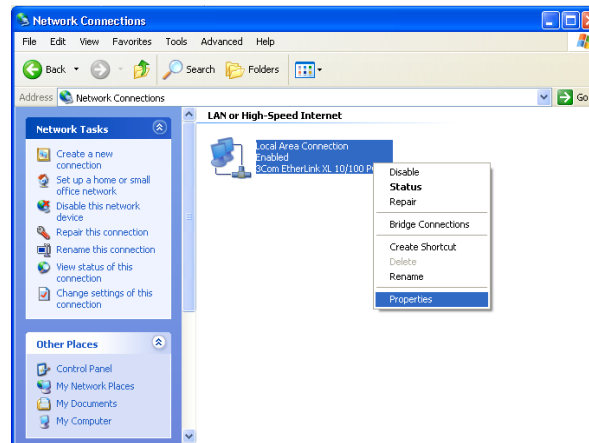 Network Connections
File Edit View Favorites Tools Advanced Help
Back Search Folders
Address Network Connections Go
Network Tasks
Create a new
connection
Set up a home or small
office network
Disable this network
device
Repair this connection
Rename this connection
View status of this
connection
Change settings of this
connection
Other Places
Control Panel
My Network Places
My Documents
My Computer
LAN or High-Speed Internet
Local Area Connection
Enabled
3Com EtherLink XL 10/100
Disable
Status
Repair
Bridge Connections
Create Shortcut
Delete
Rename
Properties